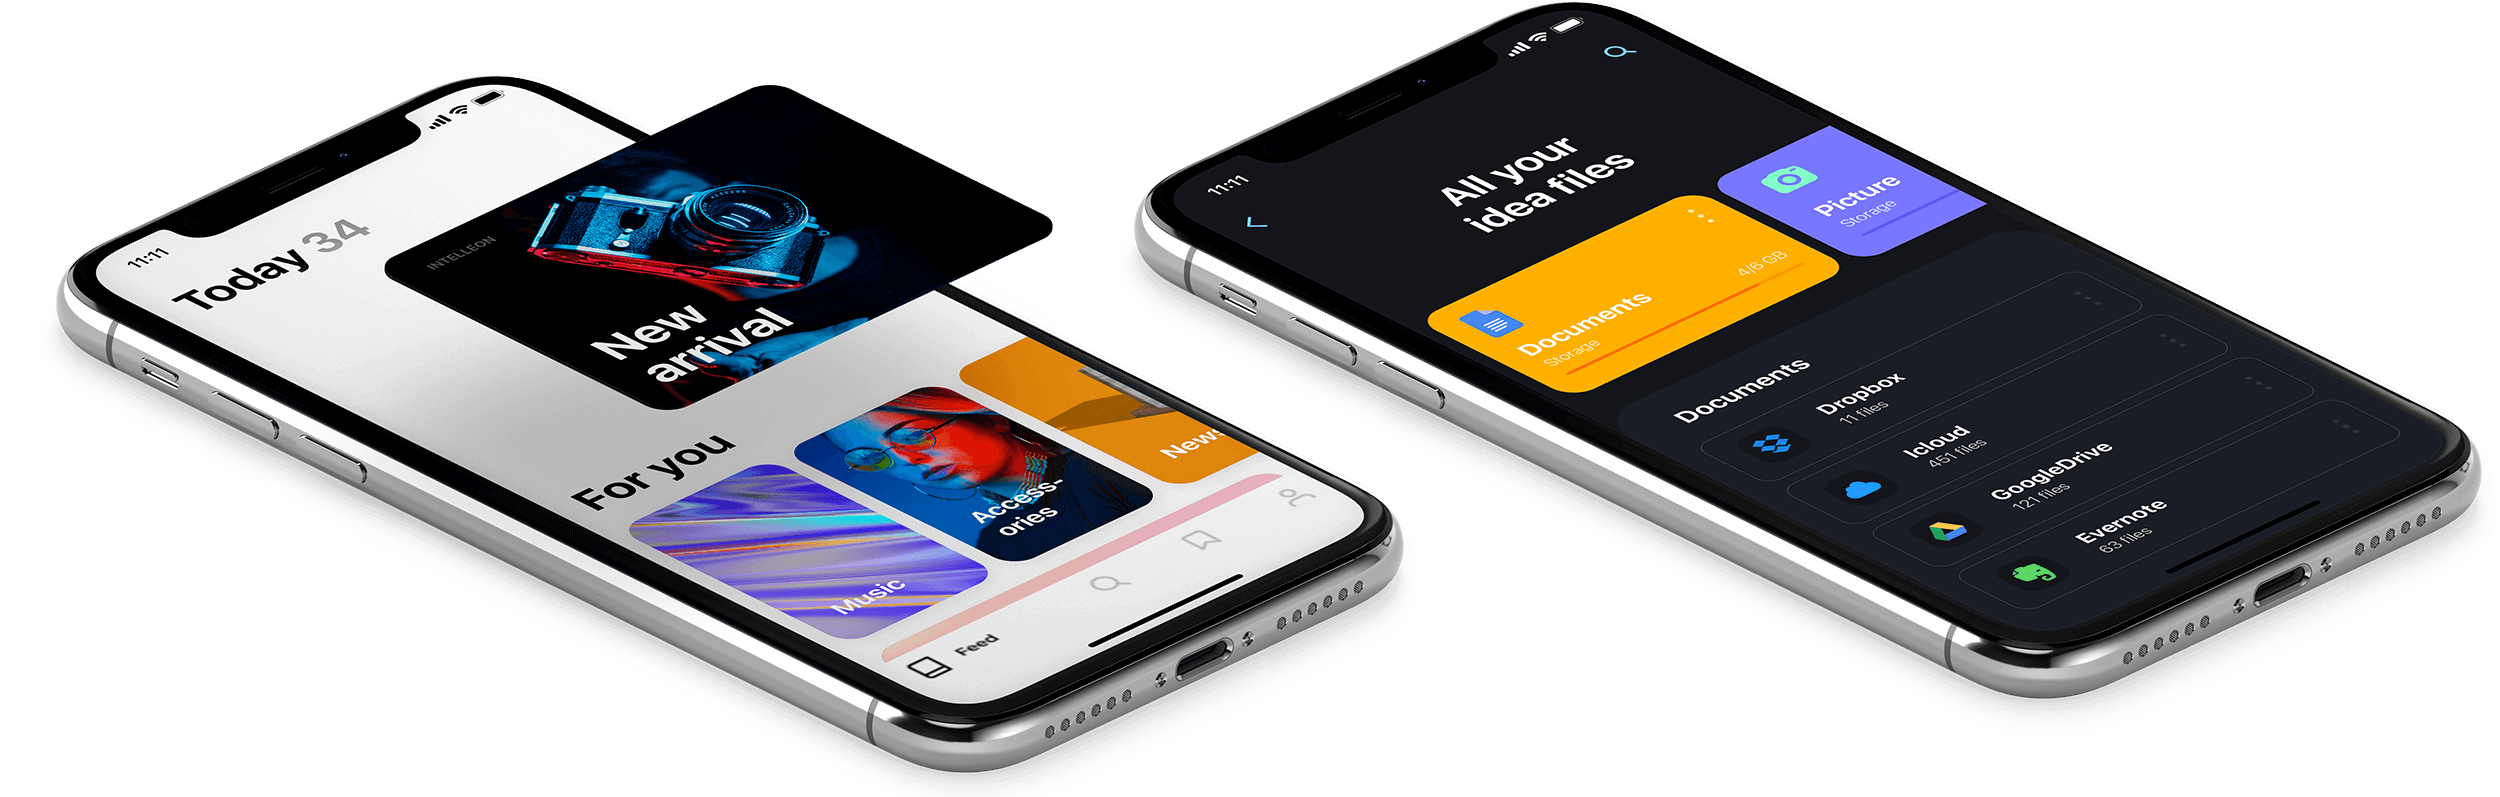 11:11
Today 34
INTELLEON
New
arrival
For you
Music
Access-
ories
News
Feed
11:11
All your
idea files
Documents
Storage
4/6 GB
Picture
Storage
Documents
Dropbox
11 files
Icloud
451 files
GoogleDrive
121 files
Evernote
63 files